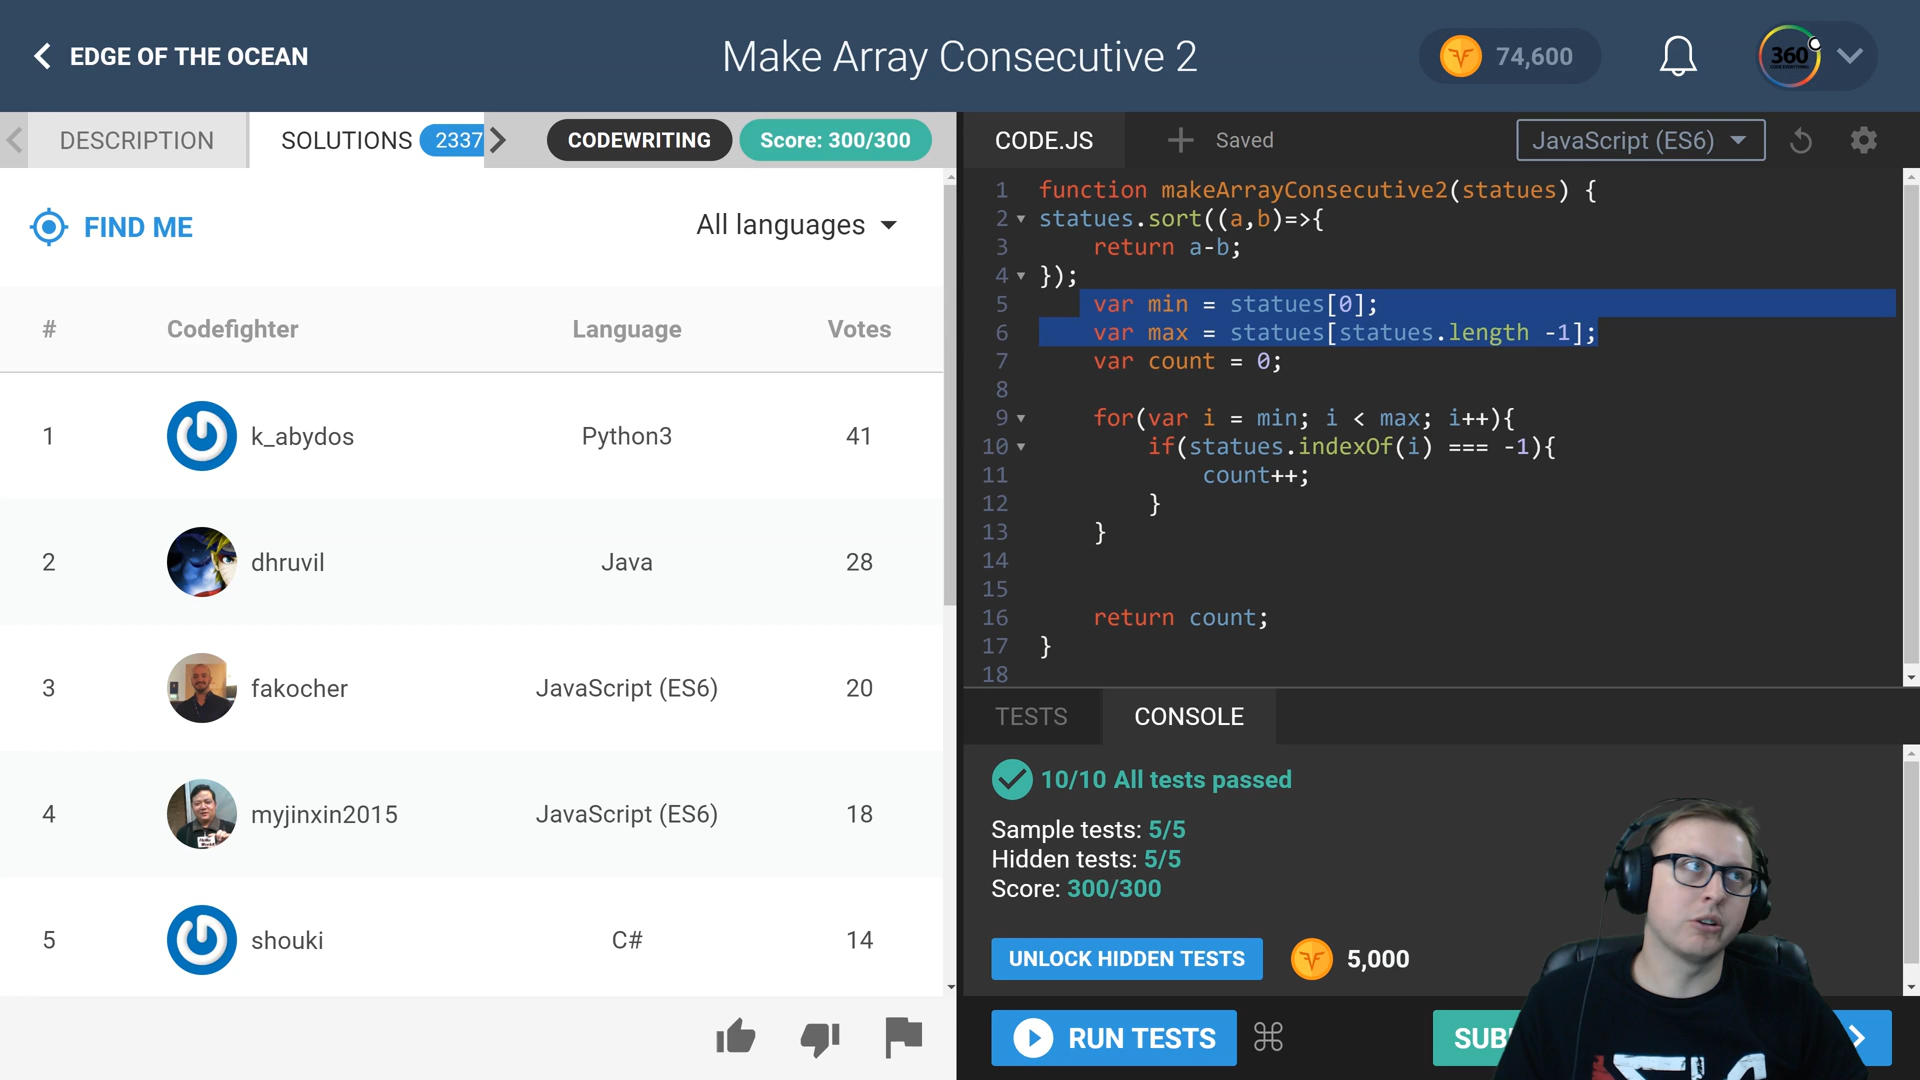 EDGE OF THE OCEAN
Make Array Consecutive 2
74,600
360
DESCRIPTION
SOLUTIONS 2337
CODEWRITING
Score: 300/300
FIND ME
All languages
# Codefighter Language Votes
1 k_abydos Python3 41
2 dhruvil Java 28
3 fakocher JavaScript (ES6) 20
4 myjinxin2015 JavaScript (ES6) 18
5 shouki C# 14
CODE.JS
Saved
JavaScript (ES6)
1 function makeArrayConsecutive2(statues) {
2 statues.sort((a,b)=>{
3 return a-b;
4 });
5 var min = statues[0];
6 var max = statues[statues.length -1];
7 var count = 0;
8
9 for(var i = min; i < max; i++){
10 if(statues.indexOf(i) === -1){
11 count++;
12 }
13 }
14
15
16 return count;
17 }
18
TESTS
CONSOLE
10/10 All tests passed
Sample tests: 5/5
Hidden tests: 5/5
Score: 300/300
UNLOCK HIDDEN TESTS
5,000
RUN TESTS
SUB